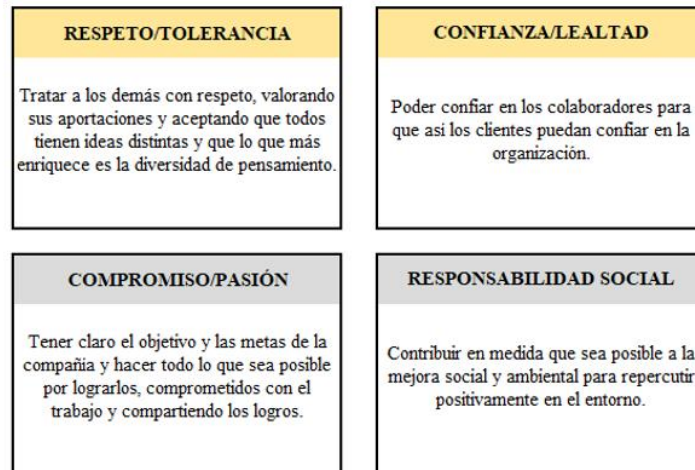 RESPETO/TOLERANCIA
Tratar a los demás con respeto, valorando
sus aportaciones y aceptando que todos
tienen ideas distintas y que lo que más
enriquece es la diversidad de pensamiento.
CONFIANZA/LEALTAD
Poder confiar en los colaboradores para
que así los clientes puedan confiar en la
organización.
COMPROMISO/PASIÓN
Tener claro el objetivo y las metas de la
compañia y hacer todo lo que sea posible
por lograrlos, comprometidos con el
trabajo y compartiendo los logros.
RESPONSABILIDAD SOCIAL
Contribuir en medida que sea posible a la
mejora social y ambiental para repercutir
positivamente en el entorno.